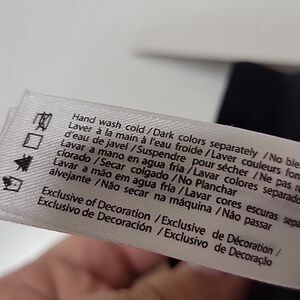 Hand wash cold / Dark colors separately / No ble
Laver à la main à l'eau froide / Laver couleurs fon
d'eau de javel / Suspendre pour sécher / Ne pas
Lavar a mano en agua fria / Lavar colores separado
clorado / Secar colgado / No Planchar
Lavar a mão em agua fria / Lavar cores escuras separ
alvejante / Não secar na máquina / Não passar
Exclusive of Decoration / Exclusive de Décoration /
Exclusivo de Decoración / Exclusivo de Decoração